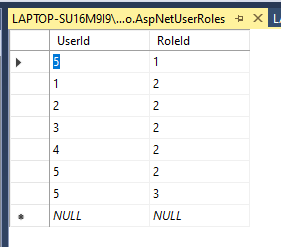 LAPTOP-SU16M9I9\...o.AspNetUserRoles
UserId RoleId
5 1
1 2
2 2
3 2
4 2
5 2
5 3
NULL NULL